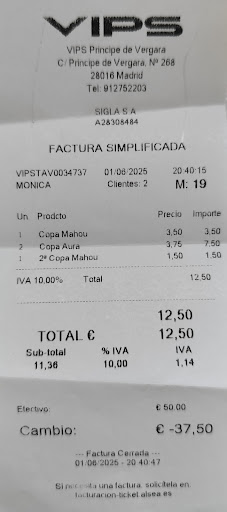 VIPS
VIPS Principe de Vergara
C/ Principe de Vergara, Nº 268
28016 Madrid
Tel: 912752203
SIGLA S.A
A28308484
FACTURA SIMPLIFICADA
VIPSTAV0034737 01/06/2025 20:40:15
MONICA Clientes: 2 M: 19
Un. Prodcto Precio Importe
1 Copa Mahou 3,50 3,50
2 Copa Aura 3,75 7,50
1 2ª Copa Mahou 1,50 1,50
IVA 10,00% Total 12,50
12,50
TOTAL € 12,50
Sub-total % IVA IVA
11,36 10,00 1,14
Efectivo: € 50,00
Cambio: € -37,50
--- Factura Cerrada ---
01/06/2025 - 20:40:47
Si necesita una factura, solicitela en:
facturacion-ticket.alsea.es